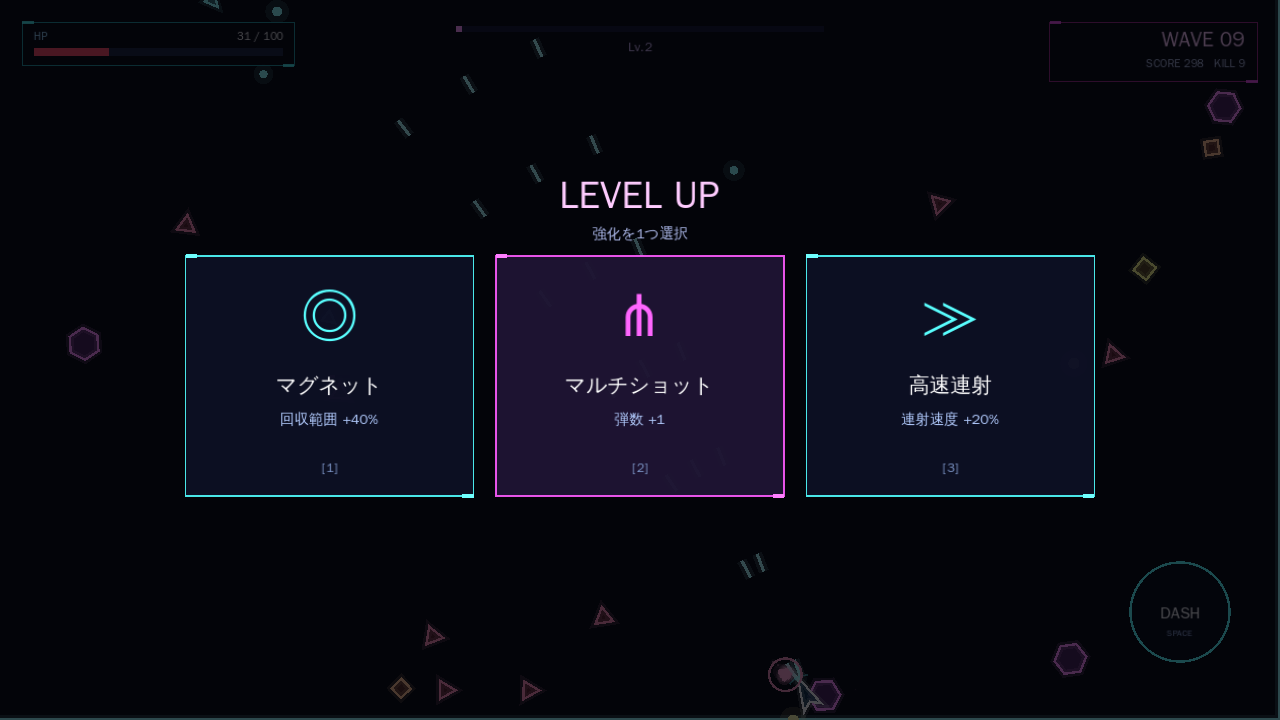 HP 31 / 100
Lv.2
WAVE 09
SCORE 298 KILL 9
LEVEL UP
強化を1つ選択
マグネット
回収範囲 +40%
[1]
マルチショット
弾数 +1
[2]
高速連射
連射速度 +20%
[3]
DASH
SPACE